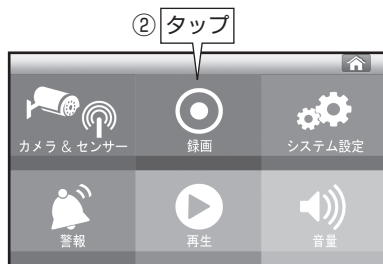 ② タップ
カメラ & センサー
録画
システム設定
警報
再生
音量